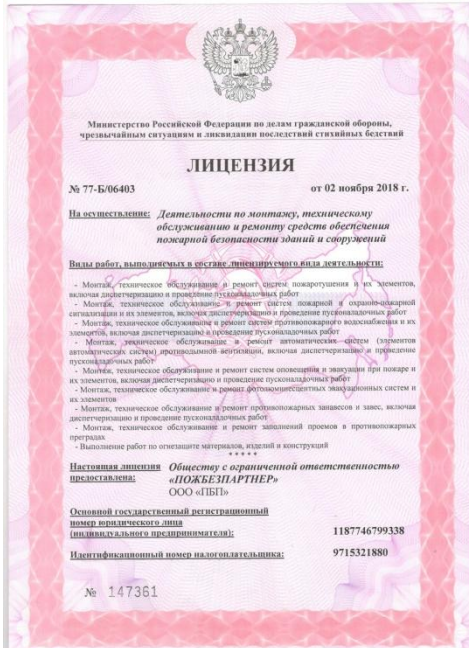 Министерство Российской Федерации по делам гражданской обороны,
чрезвычайным ситуациям и ликвидации последствий стихийных бедствий
ЛИЦЕНЗИЯ
№ 77-Б/06403 от 02 ноября 2018 г.
На осуществление: Деятельности по монтажу, техническому
обслуживанию и ремонту средств обеспечения
пожарной безопасности зданий и сооружений
Виды работ, выполняемых в составе лицензируемого вида деятельности:
- Монтаж, техническое обслуживание и ремонт систем пожаротушения и их элементов,
включая диспетчеризацию и проведение пусконаладочных работ
- Монтаж, техническое обслуживание и ремонт систем пожарной и охранно-пожарной
сигнализации и их элементов, включая диспетчеризацию и проведение пусконаладочных работ
- Монтаж, техническое обслуживание и ремонт систем противопожарного водоснабжения и их
элементов, включая диспетчеризацию и проведение пусконаладочных работ
- Монтаж, техническое обслуживание и ремонт автоматических систем (элементов
автоматических систем) противодымной вентиляции, включая диспетчеризацию и проведение
пусконаладочных работ
- Монтаж, техническое обслуживание и ремонт систем оповещения и эвакуации при пожаре и
их элементов, включая диспетчеризацию и проведение пусконаладочных работ
- Монтаж, техническое обслуживание и ремонт фотолюминесцентных эвакуационных систем и
их элементов
- Монтаж, техническое обслуживание и ремонт противопожарных занавесов и завес, включая
диспетчеризацию и проведение пусконаладочных работ
- Монтаж, техническое обслуживание и ремонт заполнений проемов в противопожарных
преградах
- Выполнение работ по огнезащите материалов, изделий и конструкций
* * * * *
Настоящая лицензия Обществу с ограниченной ответственностью
предоставлена: «ПОЖБЕЗПАРТНЕР»
ООО «ПБП»
Основной государственный регистрационный
номер юридического лица
(индивидуального предпринимателя): 1187746799338
Идентификационный номер налогоплательщика: 9715321880
№ 147361